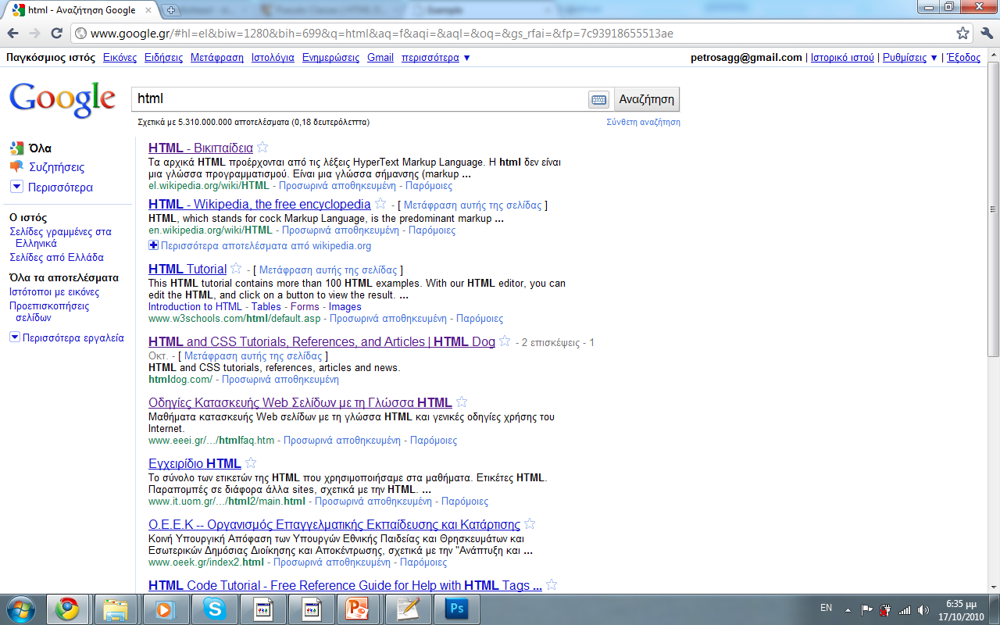 html - Αναζήτηση Google
Example
www.google.gr/#hl=el&biw=1280&bih=699&q=html&aq=f&aqi=&aql=&oq=&gs_rfai=&fp=7c93918655513ae
Παγκόσμιος ιστός Εικόνες Ειδήσεις Μετάφραση Ιστολόγια Ενημερώσεις Gmail περισσότερα ▼ petrosagg@gmail.com | Ιστορικό ιστού | Ρυθμίσεις ▼ | Έξοδος
Google html Αναζήτηση
Σχετικά με 5.310.000.000 αποτελέσματα (0,18 δευτερόλεπτα) Σύνθετη αναζήτηση
Όλα
Συζητήσεις
Περισσότερα
Ο ιστός
Σελίδες γραμμένες στα
Ελληνικά
Σελίδες από Ελλάδα
Όλα τα αποτελέσματα
Ιστότοποι με εικόνες
Προεπισκοπήσεις
σελίδων
Περισσότερα εργαλεία
HTML - Βικιπαίδεια
Τα αρχικά HTML προέρχονται από τις λέξεις HyperText Markup Language. Η html δεν είναι
μια γλώσσα προγραμματισμού. Είναι μια γλώσσα σήμανσης (markup ...
el.wikipedia.org/wiki/HTML - Προσωρινά αποθηκευμένη - Παρόμοιες
HTML - Wikipedia, the free encyclopedia - [ Μετάφραση αυτής της σελίδας ]
HTML, which stands for cock Markup Language, is the predominant markup ...
en.wikipedia.org/wiki/HTML - Προσωρινά αποθηκευμένη - Παρόμοιες
Περισσότερα αποτελέσματα από wikipedia.org
HTML Tutorial - [ Μετάφραση αυτής της σελίδας ]
This HTML tutorial contains more than 100 HTML examples. With our HTML editor, you can
edit the HTML, and click on a button to view the result. ...
Introduction to HTML - Tables - Forms - Images
www.w3schools.com/html/default.asp - Προσωρινά αποθηκευμένη - Παρόμοιες
HTML and CSS Tutorials, References, and Articles | HTML Dog - 2 επισκέψεις - 1
Οκτ. - [ Μετάφραση αυτής της σελίδας ]
HTML and CSS tutorials, references, articles and news.
htmldog.com/ - Προσωρινά αποθηκευμένη
Οδηγίες Κατασκευής Web Σελίδων με τη Γλώσσα HTML
Μαθήματα κατασκευής Web σελίδων με τη γλώσσα HTML και γενικές οδηγίες χρήσης του
Internet.
www.eeei.gr/.../htmlfaq.htm - Προσωρινά αποθηκευμένη - Παρόμοιες
Εγχειρίδιο HTML
Το σύνολο των ετικετών της HTML που χρησιμοποιήσαμε στα μαθήματα. Ετικέτες HTML.
Παραπομπές σε διάφορα άλλα sites, σχετικά με την HTML. ...
www.it.uom.gr/.../html2/main.html - Προσωρινά αποθηκευμένη - Παρόμοιες
Ο.Ε.Ε.Κ -- Οργανισμός Επαγγελματικής Εκπαίδευσης και Κατάρτισης
Κοινή Υπουργική Απόφαση των Υπουργών Εθνικής Παιδείας και Θρησκευμάτων και
Εσωτερικών Δημόσιας Διοίκησης και Αποκέντρωσης, σχετικά με την "Ανάπτυξη και ...
www.oeek.gr/index2.html - Προσωρινά αποθηκευμένη - Παρόμοιες
HTML Code Tutorial - Free Reference Guide for Help with HTML Tags ...
EN 6:35 μμ
17/10/2010